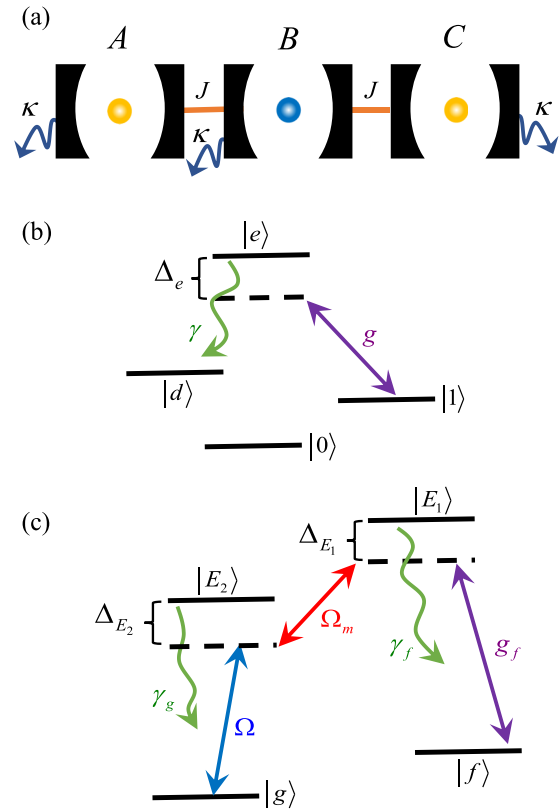 (a)
A B C
κ J κ J κ
(b)
|e⟩
Δe
γ g
|d⟩ |1⟩
|0⟩
(c)
|E1⟩
ΔE1
|E2⟩
ΔE2
Ωm
γf gf
γg Ω
|f⟩
|g⟩